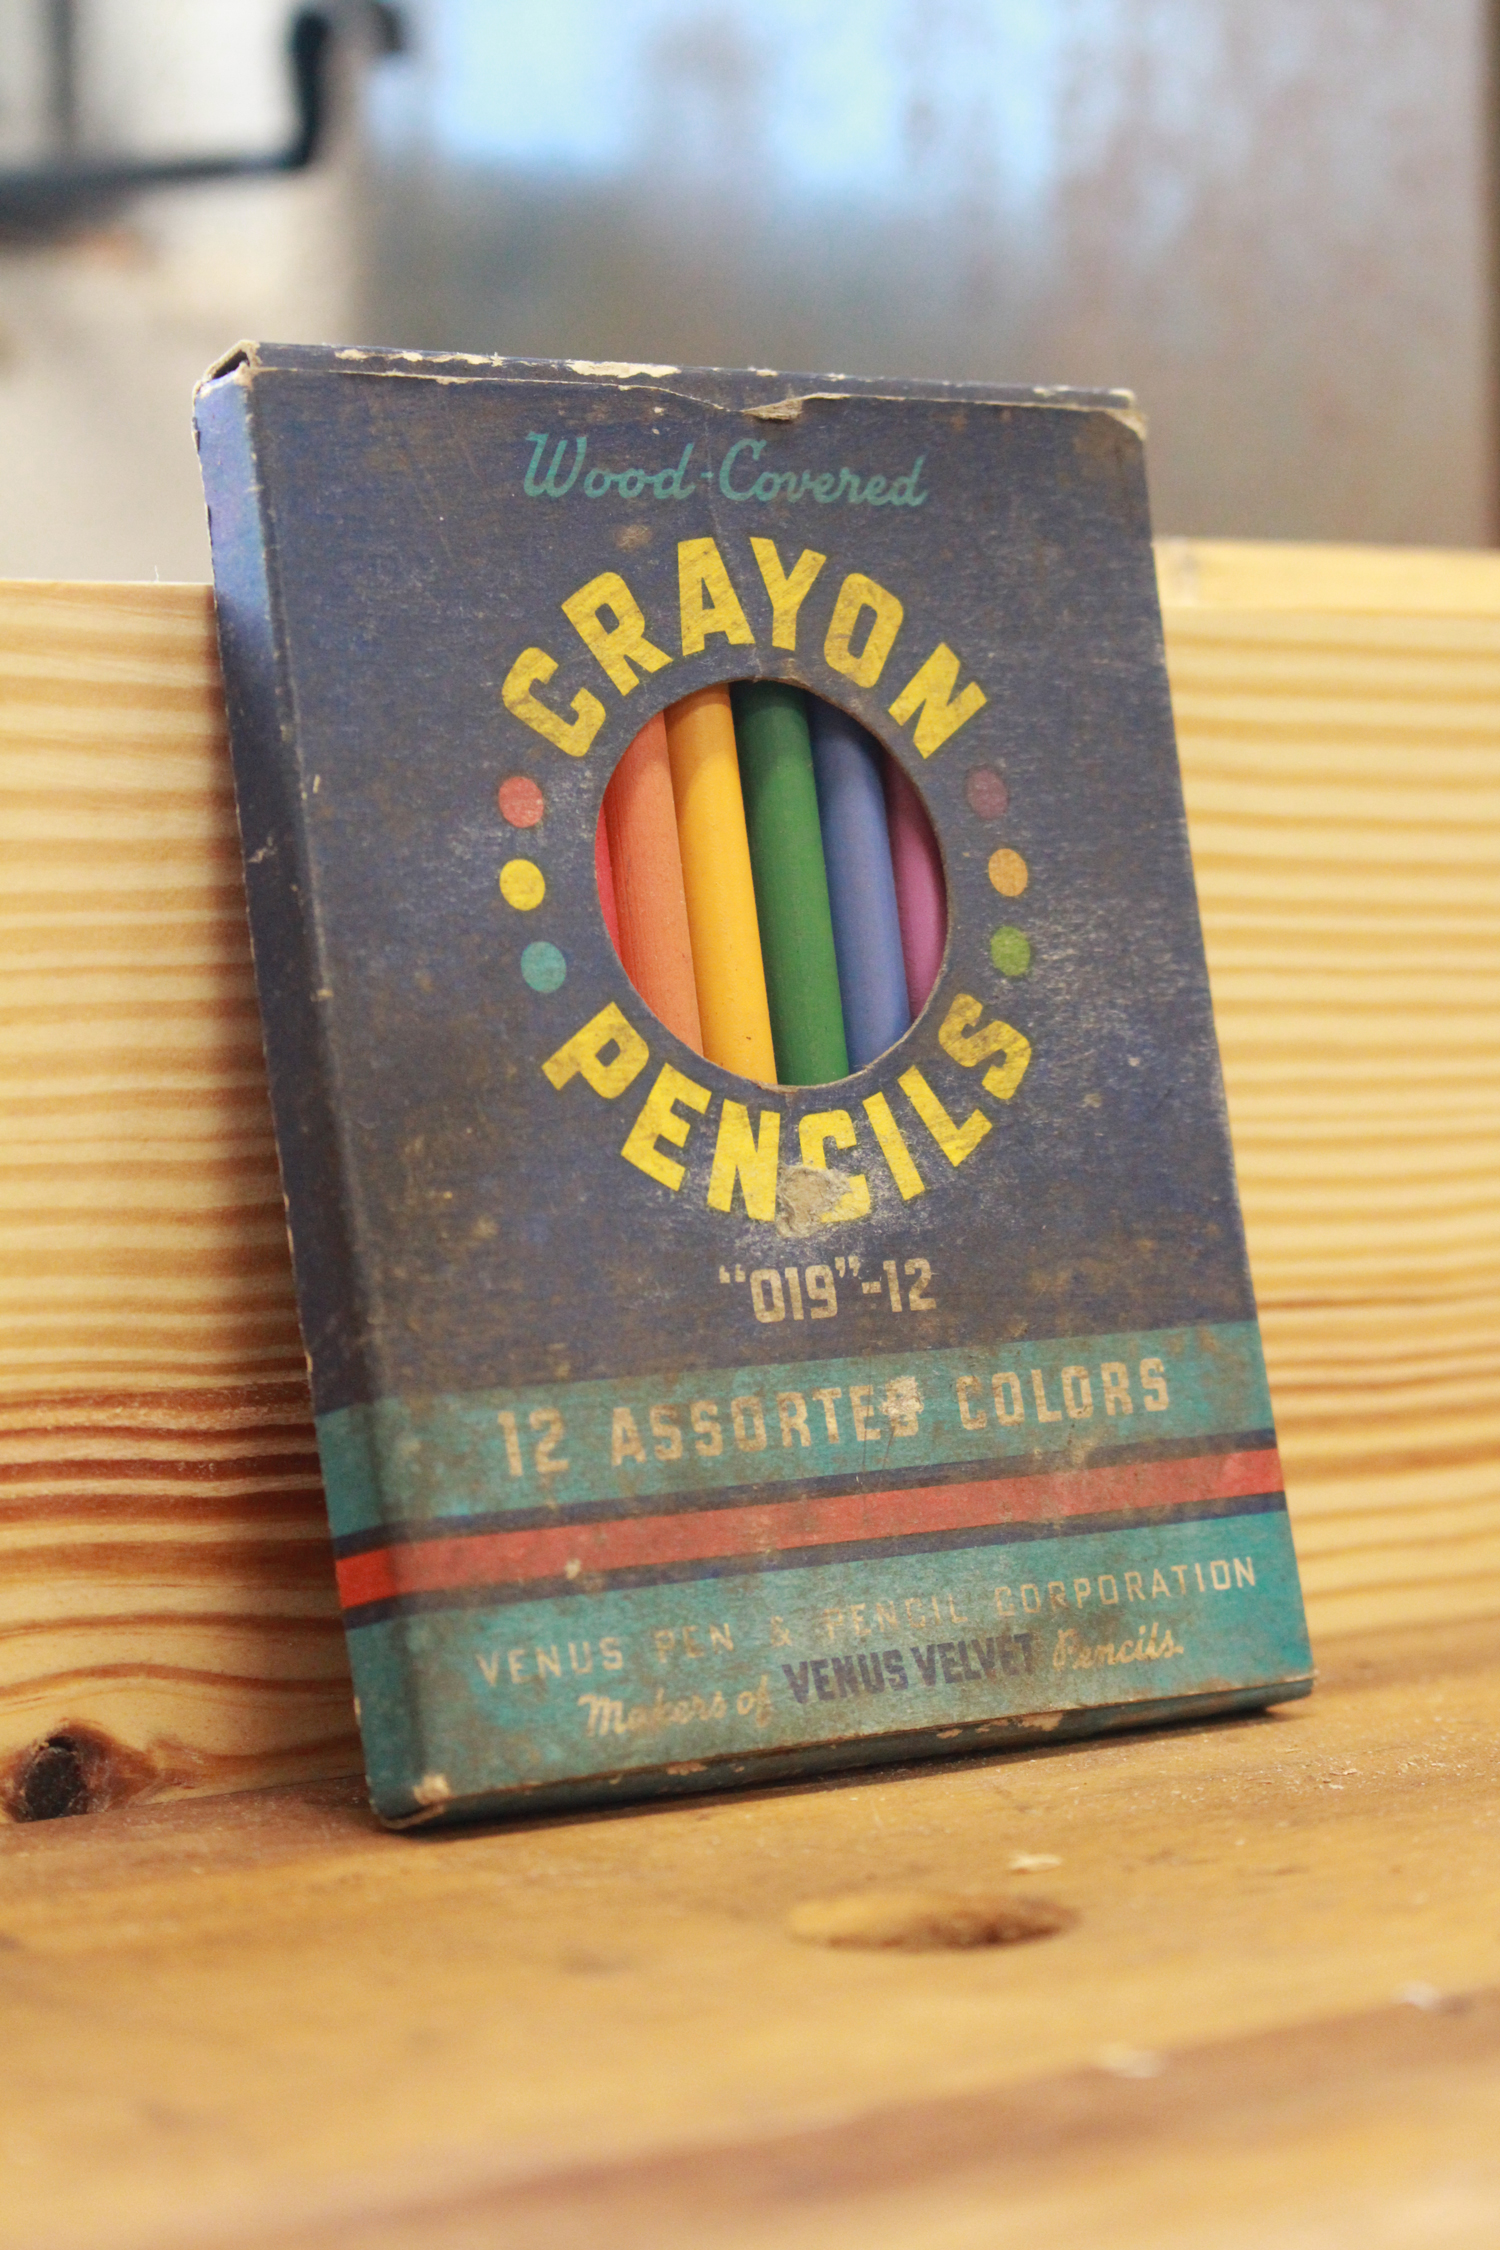 Wood-Covered
CRAYON
PENCILS
"019"-12
12 ASSORTED COLORS
VENUS PEN & PENCIL CORPORATION
Makers of VENUS VELVET Pencils.